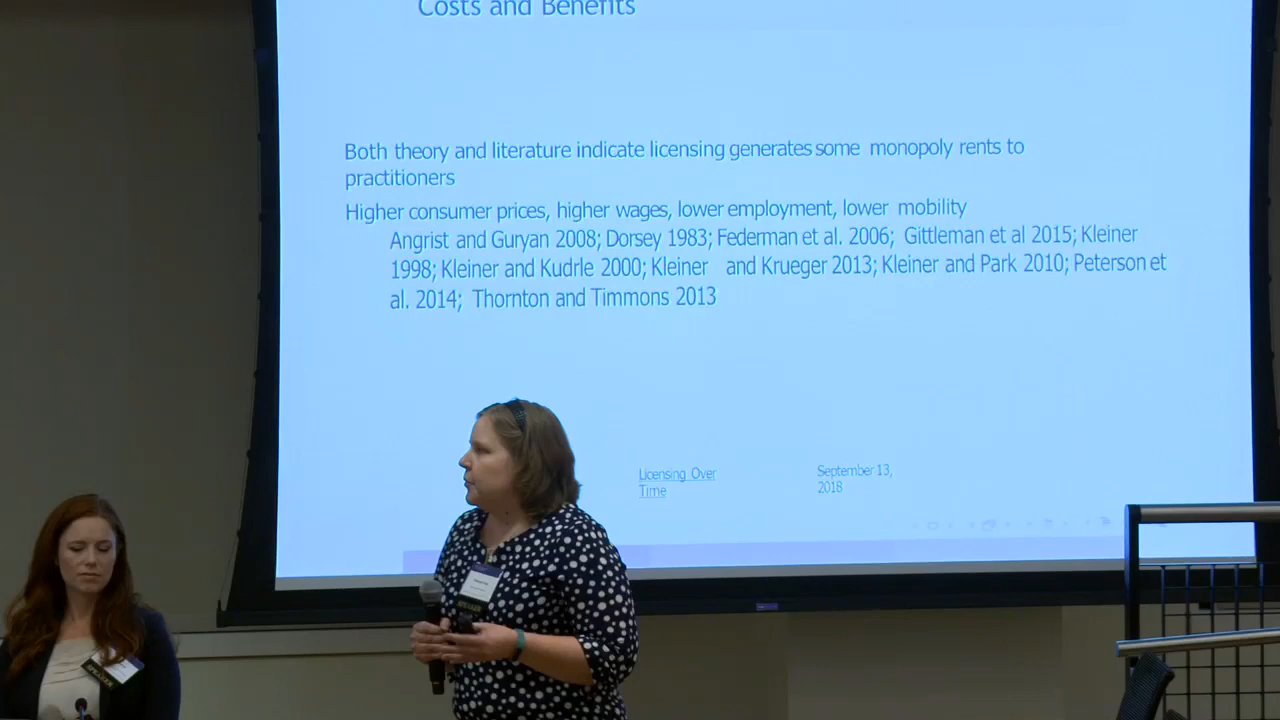 Costs and Benefits
Both theory and literature indicate licensing generates some monopoly rents to
practitioners
Higher consumer prices, higher wages, lower employment, lower mobility
Angrist and Guryan 2008; Dorsey 1983; Federman et al. 2006; Gittleman et al 2015; Kleiner
1998; Kleiner and Kudrle 2000; Kleiner and Krueger 2013; Kleiner and Park 2010; Peterson et
al. 2014; Thornton and Timmons 2013
Licensing Over
Time
September 13,
2018